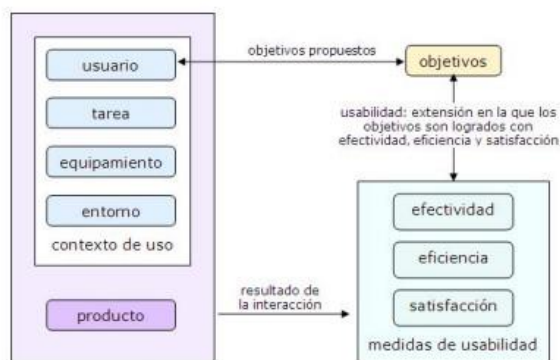 usuario
tarea
equipamiento
entorno
contexto de uso
producto
objetivos propuestos
objetivos
usabilidad: extensión en la que los
objetivos son logrados con
efectividad, eficiencia y satisfacción
resultado de
la interacción
efectividad
eficiencia
satisfacción
medidas de usabilidad